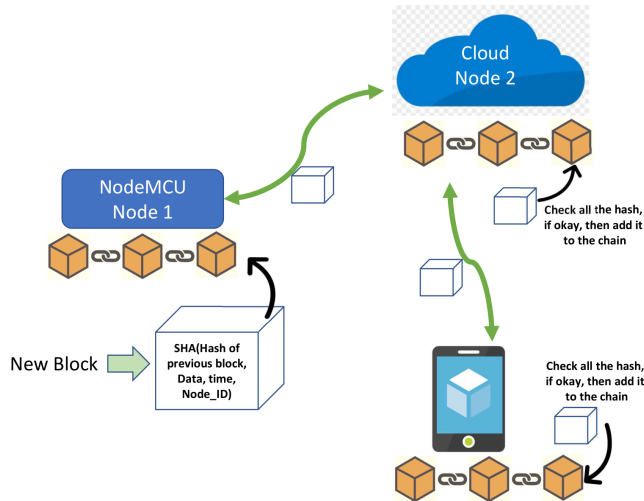 Cloud
Node 2
NodeMCU
Node 1
Check all the hash,
if okay, then add it
to the chain
New Block
SHA(Hash of
previous block,
Data, time,
Node_ID)
Check all the hash,
if okay, then add it
to the chain